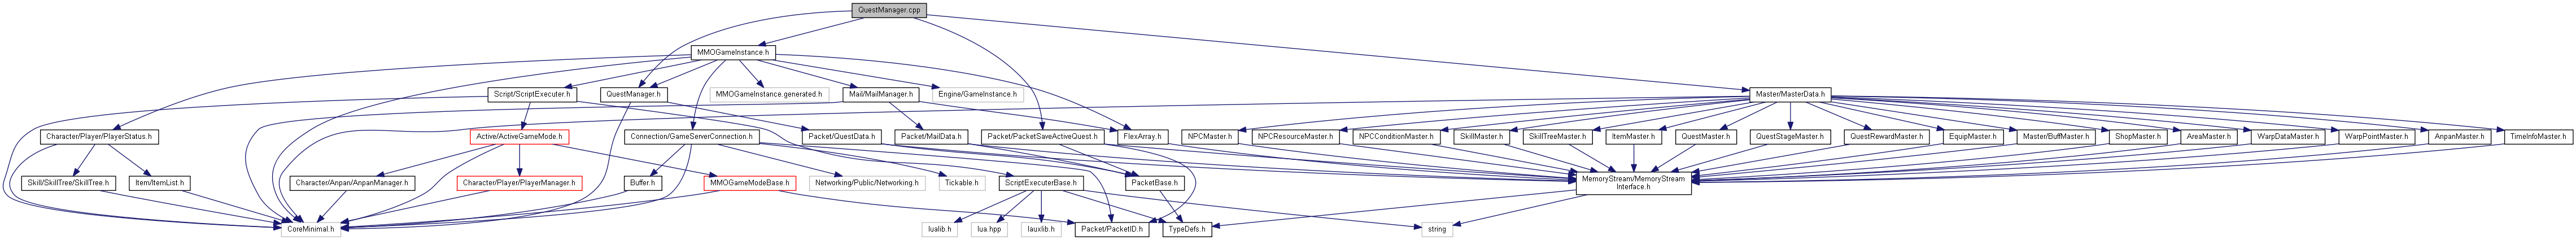 QuestManager.cpp
MMOGameInstance.h
Script/ScriptExecuter.h
QuestManager.h
MMOGameInstance.generated.h
Mail/MailManager.h
Engine/GameInstance.h
Master/MasterData.h
Character/Player/PlayerStatus.h
Active/ActiveGameMode.h
Connection/GameServerConnection.h
Packet/QuestData.h
Packet/MailData.h
Packet/PacketSaveActiveQuest.h
FlexArray.h
NPCMaster.h
NPCResourceMaster.h
NPCConditionMaster.h
SkillMaster.h
SkillTreeMaster.h
ItemMaster.h
QuestMaster.h
QuestStageMaster.h
QuestRewardMaster.h
EquipMaster.h
Master/BuffMaster.h
ShopMaster.h
AreaMaster.h
WarpDataMaster.h
WarpPointMaster.h
AnpanMaster.h
TimeInfoMaster.h
Skill/SkillTree/SkillTree.h
Item/ItemList.h
Character/Anpan/AnpanManager.h
Character/Player/PlayerManager.h
MMOGameModeBase.h
Buffer.h
Networking/Public/Networking.h
Tickable.h
ScriptExecuterBase.h
PacketBase.h
MemoryStream/MemoryStream
Interface.h
CoreMinimal.h
lualib.h
lua.hpp
lauxlib.h
Packet/PacketID.h
TypeDefs.h
string